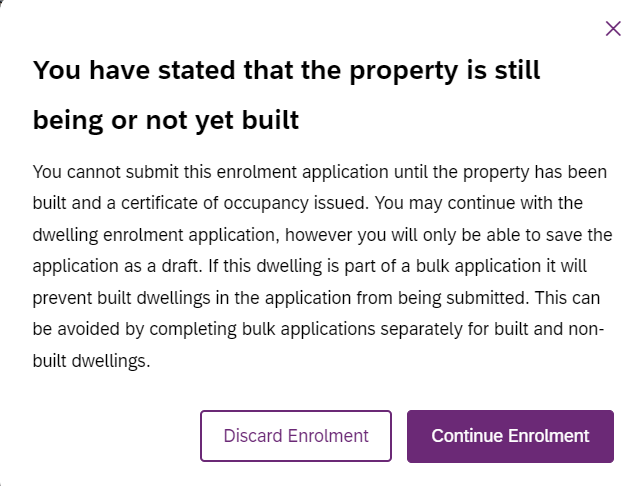 You have stated that the property is still
being or not yet built
You cannot submit this enrolment application until the property has been
built and a certificate of occupancy issued. You may continue with the
dwelling enrolment application, however you will only be able to save the
application as a draft. If this dwelling is part of a bulk application it will
prevent built dwellings in the application from being submitted. This can
be avoided by completing bulk applications separately for built and non-
built dwellings.
Discard Enrolment
Continue Enrolment